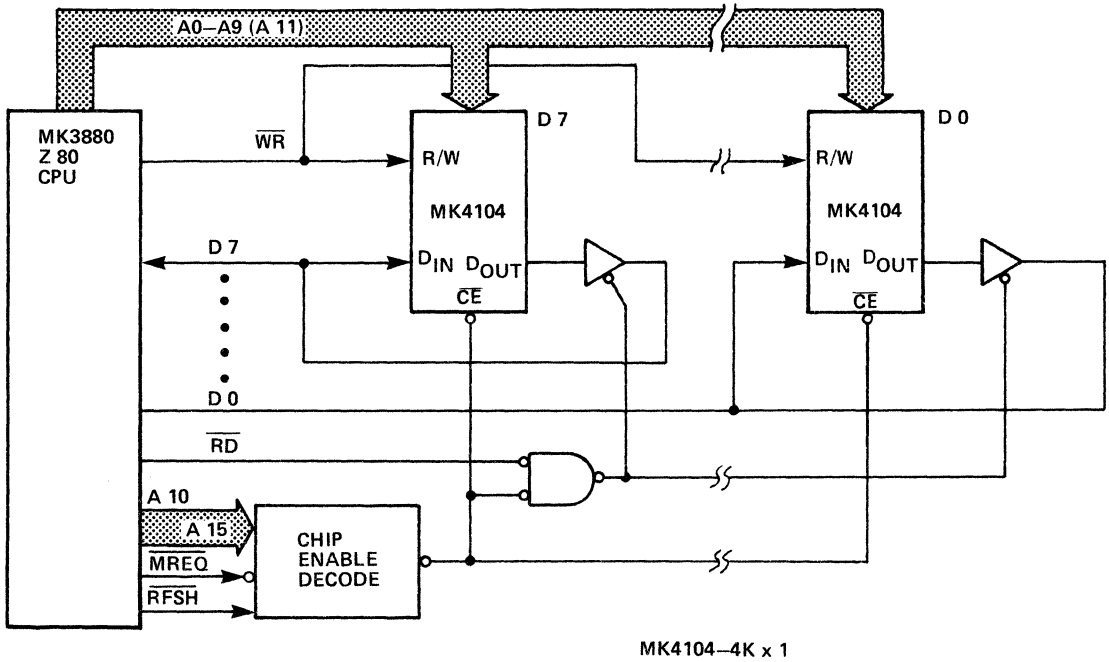 A0–A9 (A 11)
MK3880
Z 80
CPU
WR
D 7
R/W
MK4104
DIN DOUT
CE
D 7
D 0
R/W
MK4104
DIN DOUT
CE
D 0
RD
A 10
A 15
MREQ
RFSH
CHIP
ENABLE
DECODE
MK4104–4K x 1